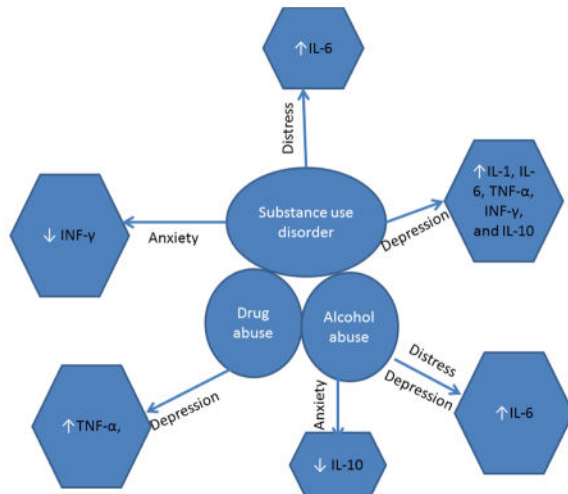 ↑IL-6
Distress
↑IL-1, IL-
6, TNF-α,
INF-γ,
and IL-10
Substance use
disorder
Depression
↓ INF-γ
Anxiety
Drug
abuse
Alcohol
abuse
Distress
Depression
↑IL-6
↑TNF-α,
Depression
Anxiety
↓ IL-10